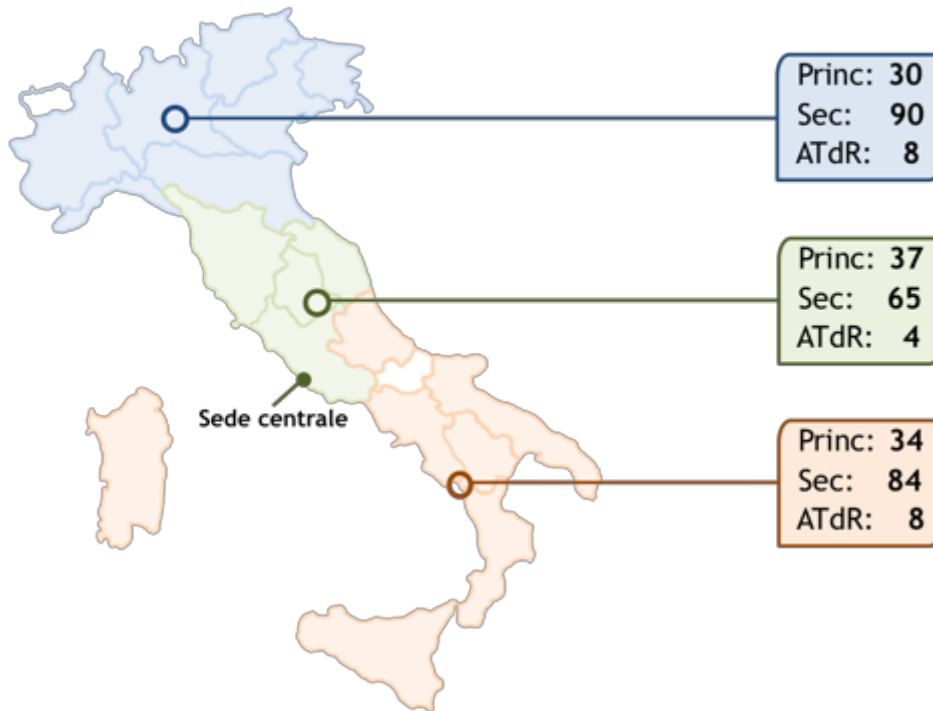 Princ: 30
Sec: 90
ATdR: 8
Princ: 37
Sec: 65
ATdR: 4
Sede centrale
Princ: 34
Sec: 84
ATdR: 8